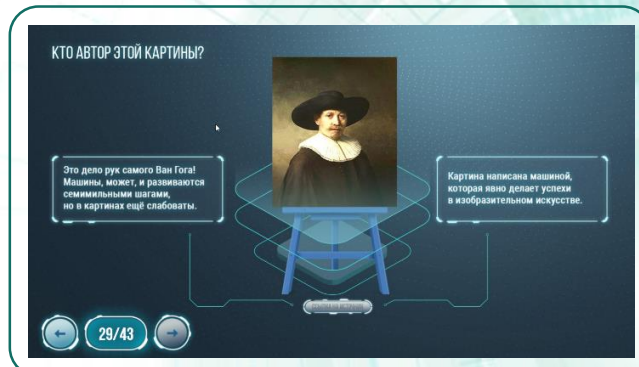 КТО АВТОР ЭТОЙ КАРТИНЫ?
Это дело рук самого Ван Гога!
Машины, может, и развиваются
семимильными шагами,
но в картинах ещё слабоваты.
Картина написана машиной,
которая явно делает успехи
в изобразительном искусстве.
29/43